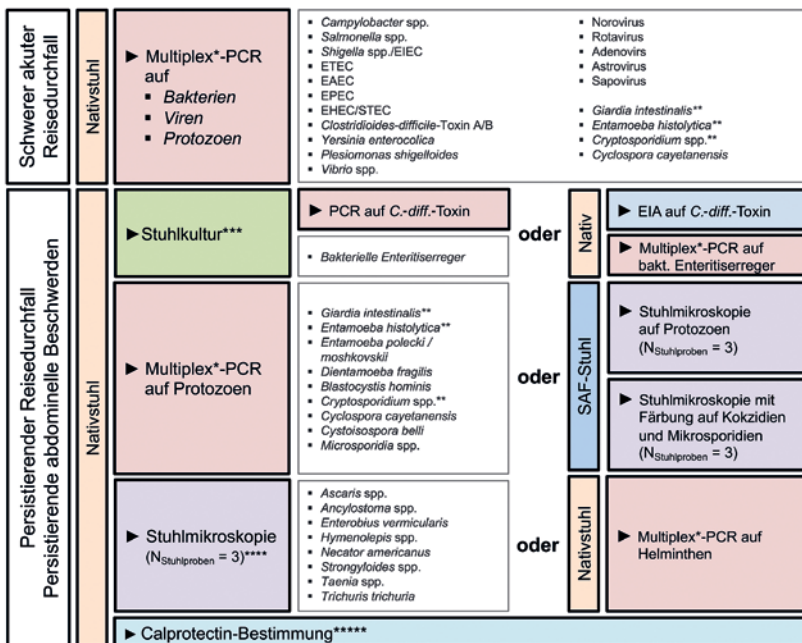 Schwerer akuter
Reisedurchfall
Nativstuhl
► Multiplex*-PCR
auf
▪ Bakterien
▪ Viren
▪ Protozoen
▪ Campylobacter spp.
▪ Salmonella spp.
▪ Shigella spp./EIEC
▪ ETEC
▪ EAEC
▪ EPEC
▪ EHEC/STEC
▪ Clostridioides-difficile-Toxin A/B
▪ Yersinia enterocolica
▪ Plesiomonas shigelloides
▪ Vibrio spp.
▪ Norovirus
▪ Rotavirus
▪ Adenovirs
▪ Astrovirus
▪ Sapovirus
▪ Giardia intestinalis**
▪ Entamoeba histolytica**
▪ Cryptosporidium spp.**
▪ Cyclospora cayetanensis
Persistierender Reisedurchfall
Persistierende abdominelle Beschwerden
Nativstuhl
► Stuhlkultur***
► PCR auf C.-diff.-Toxin
▪ Bakterielle Enteritiserreger
oder
Nativ
► EIA auf C.-diff.-Toxin
► Multiplex*-PCR auf
bakt. Enteritiserreger
► Multiplex*-PCR
auf Protozoen
▪ Giardia intestinalis**
▪ Entamoeba histolytica**
▪ Entamoeba polecki /
moshkovskii
▪ Dientamoeba fragilis
▪ Blastocystis hominis
▪ Cryptosporidium spp.**
▪ Cyclospora cayetanensis
▪ Cystoisospora belli
▪ Microsporidia spp.
oder
SAF-Stuhl
► Stuhlmikroskopie
auf Protozoen
(NStuhlproben = 3)
► Stuhlmikroskopie mit
Färbung auf Kokzidien
und Mikrosporidien
(NStuhlproben = 3)
► Stuhlmikroskopie
(NStuhlproben = 3)****
▪ Ascaris spp.
▪ Ancylostoma spp.
▪ Enterobius vermicularis
▪ Hymenolepis spp.
▪ Necator americanus
▪ Strongyloides spp.
▪ Taenia spp.
▪ Trichuris trichuria
oder
Nativstuhl
► Multiplex*-PCR auf
Helminthen
► Calprotectin-Bestimmung*****